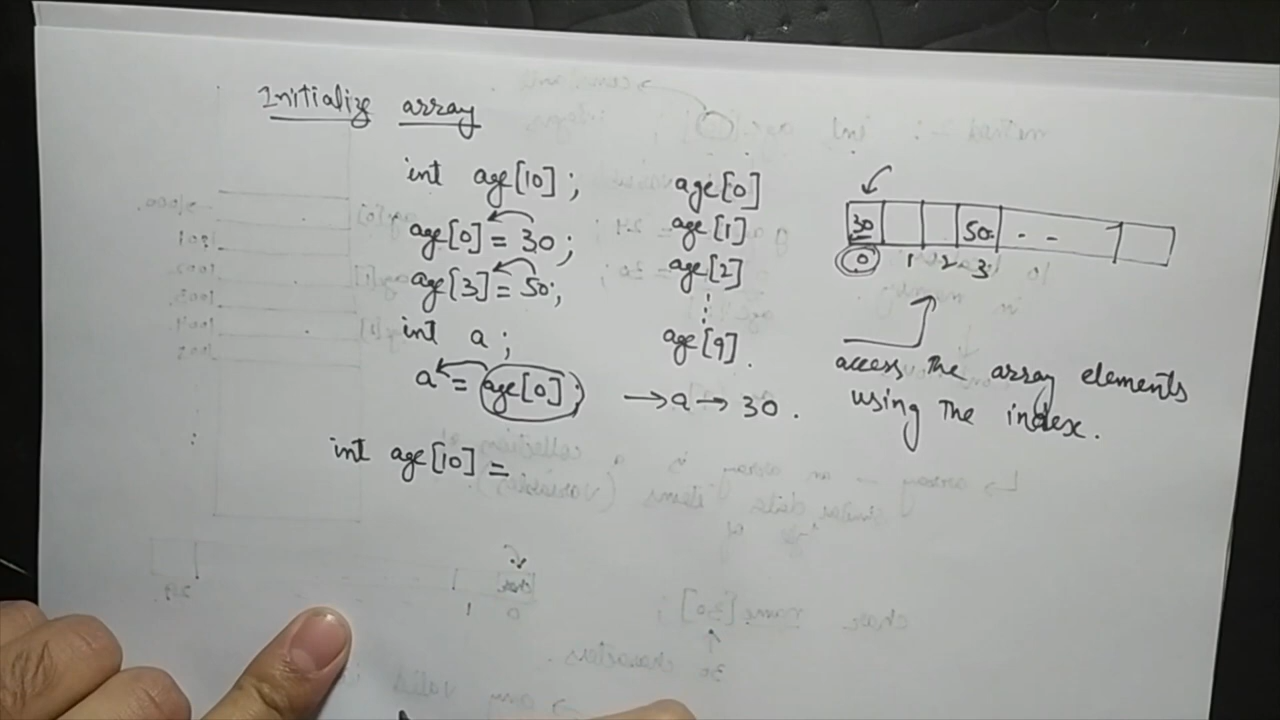 Initialize array
int age[10];
age[0] = 30;
age[3] = 50;
int a;
a = age[0]; → a → 30.
int age[10] =
age[0]
age[1]
age[2]
⋮
age[9].
30 50 - -
0 1 2 3
access the array elements
using the index.